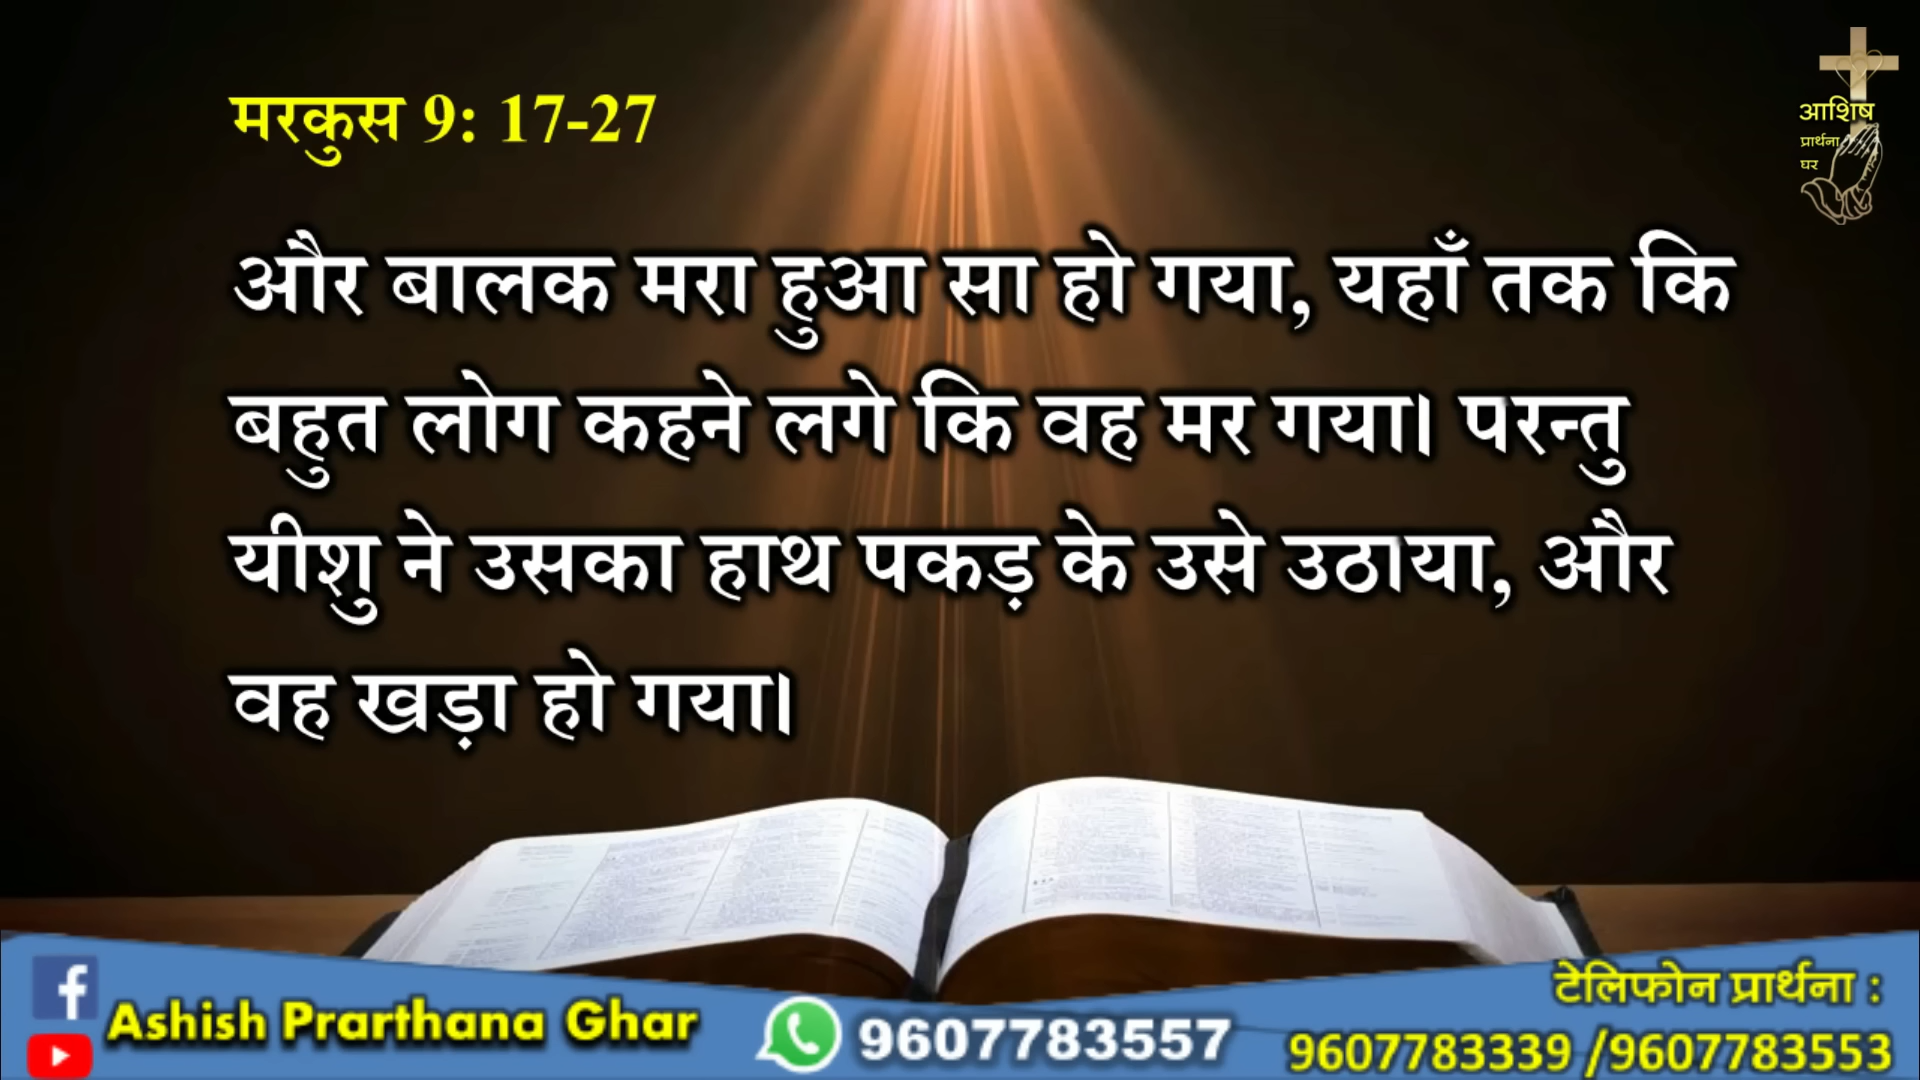 मरकुस 9: 17-27
आशिष
प्रार्थना
घर
और बालक मरा हुआ सा हो गया, यहाँ तक कि
बहुत लोग कहने लगे कि वह मर गया। परन्तु
यीशु ने उसका हाथ पकड़ के उसे उठाया, और
वह खड़ा हो गया।
Ashish Prarthana Ghar
9607783557
टेलिफोन प्रार्थना :
9607783339 /9607783553